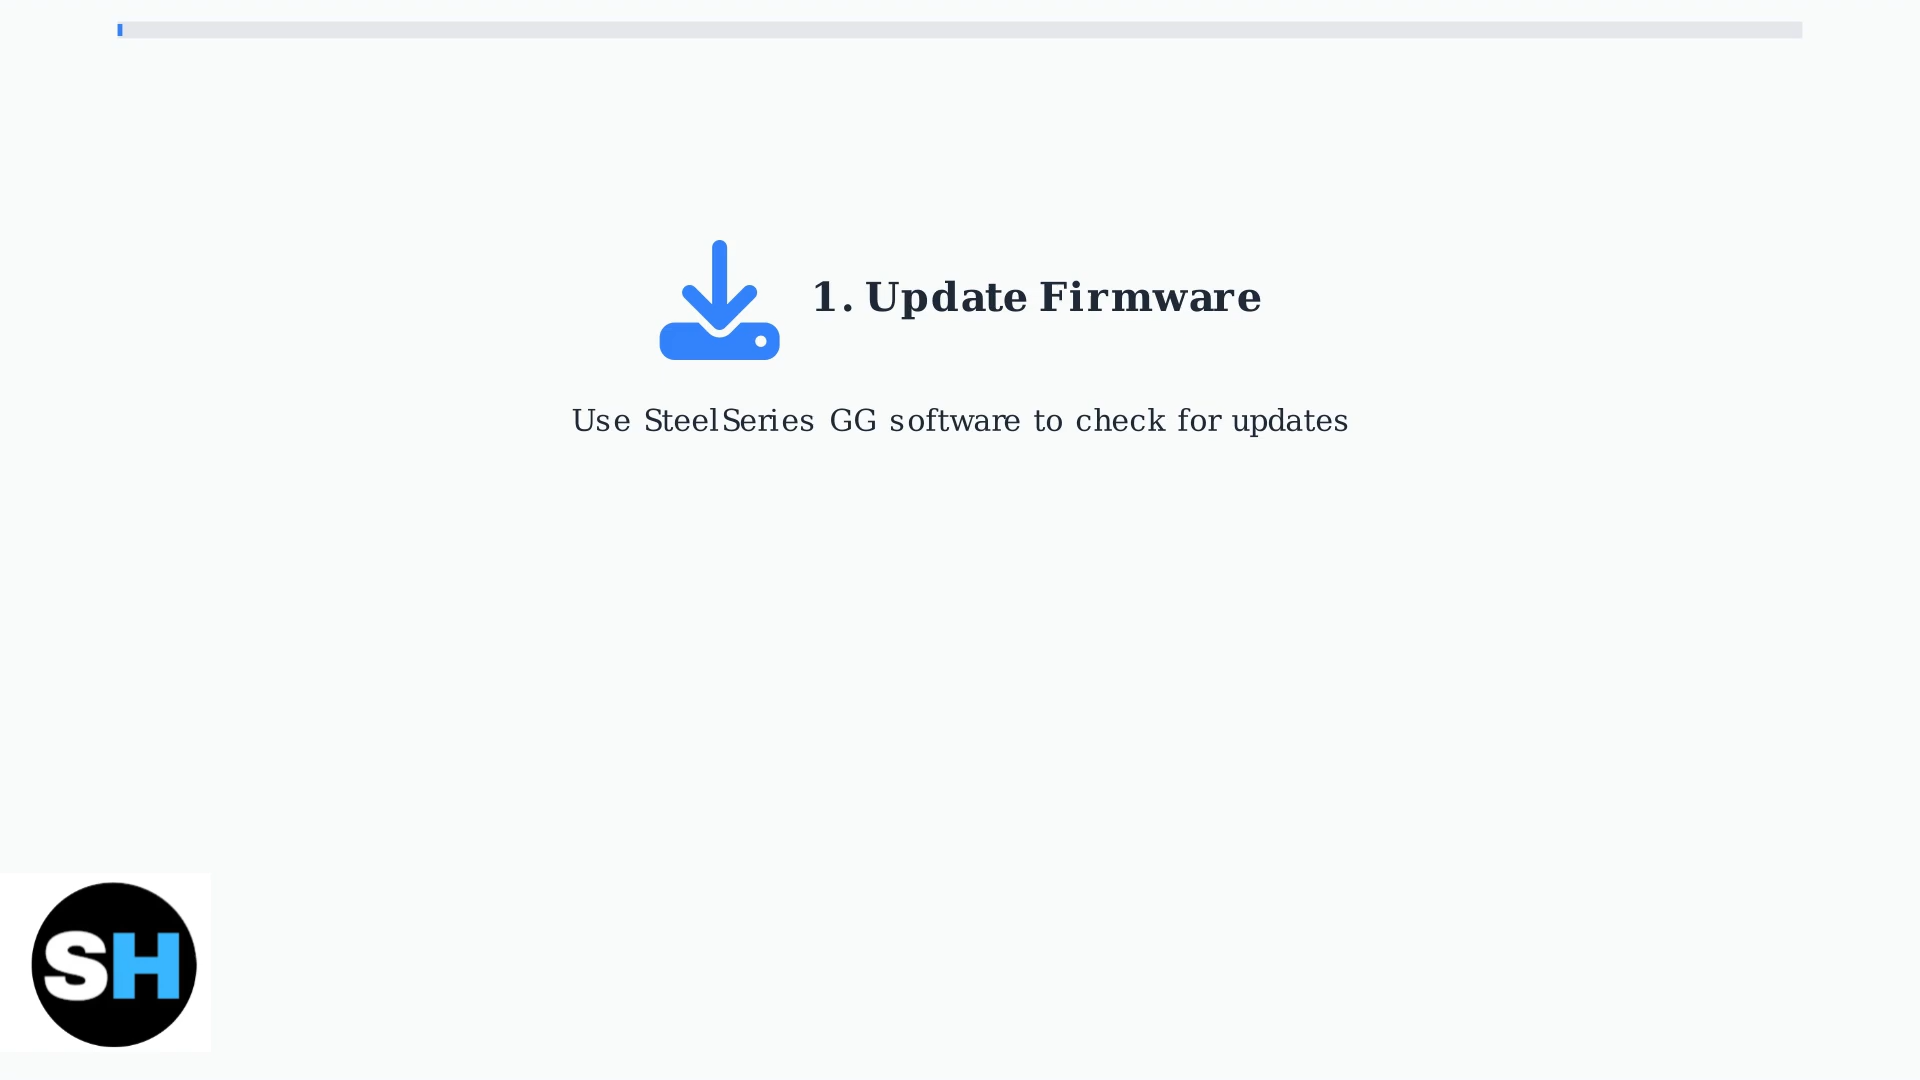 1. Update Firmware
Use SteelSeries GG software to check for updates
SH